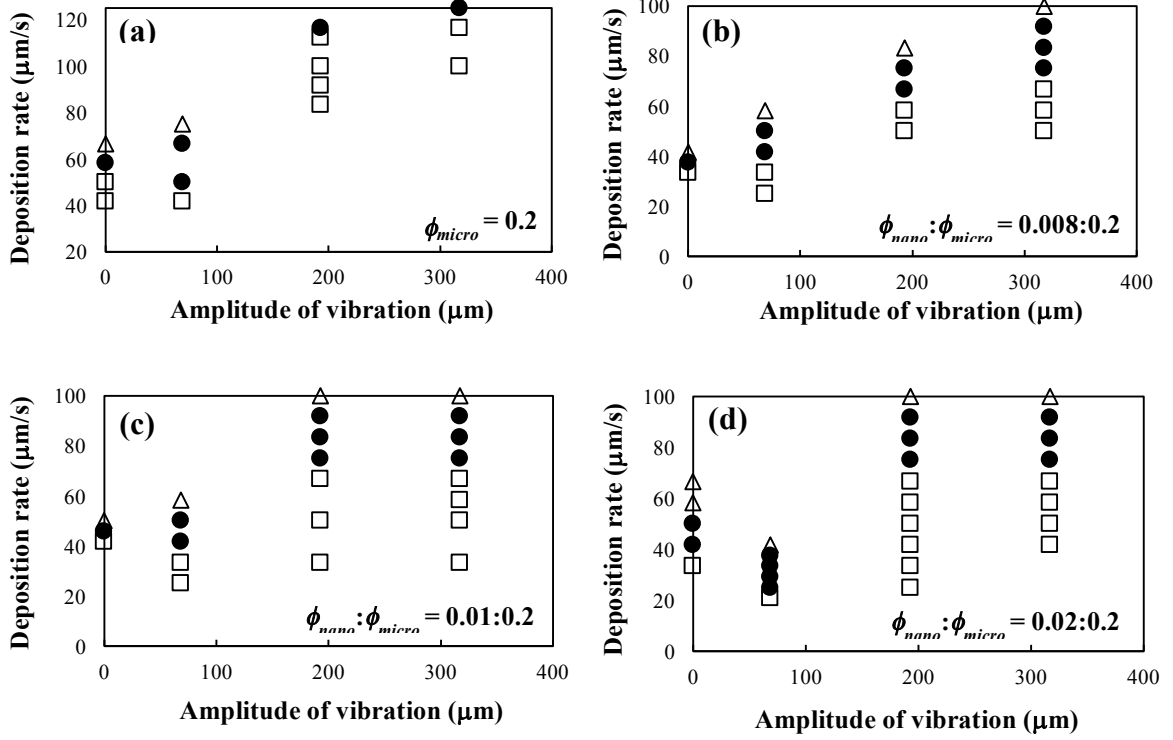 (a)
Deposition rate (μm/s)
120
100
80
60
40
20
ϕmicro = 0.2
0 100 200 300 400
Amplitude of vibration (μm)
(b)
Deposition rate (μm/s)
100
80
60
40
20
0
ϕnano:ϕmicro = 0.008:0.2
0 100 200 300 400
Amplitude of vibration (μm)
(c)
Deposition rate (μm/s)
100
80
60
40
20
0
ϕnano:ϕmicro = 0.01:0.2
0 100 200 300 400
Amplitude of vibration (μm)
(d)
Deposition rate (μm/s)
100
80
60
40
20
0
ϕnano:ϕmicro = 0.02:0.2
0 100 200 300 400
Amplitude of vibration (μm)